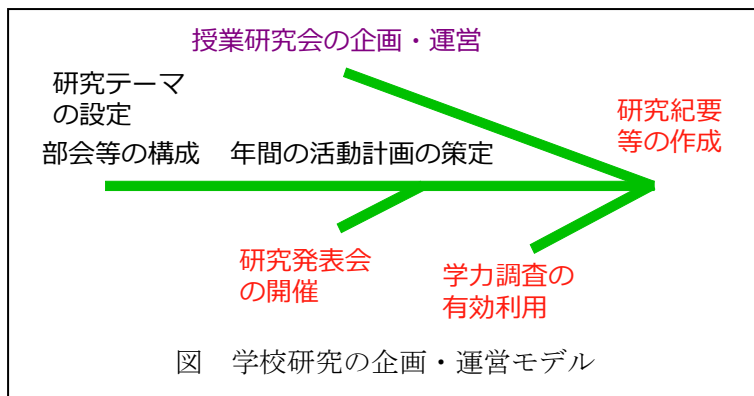 授業研究会の企画・運営
研究テーマ
の設定
部会等の構成
年間の活動計画の策定
研究紀要
等の作成
研究発表会
の開催
学力調査の
有効利用
図　学校研究の企画・運営モデル